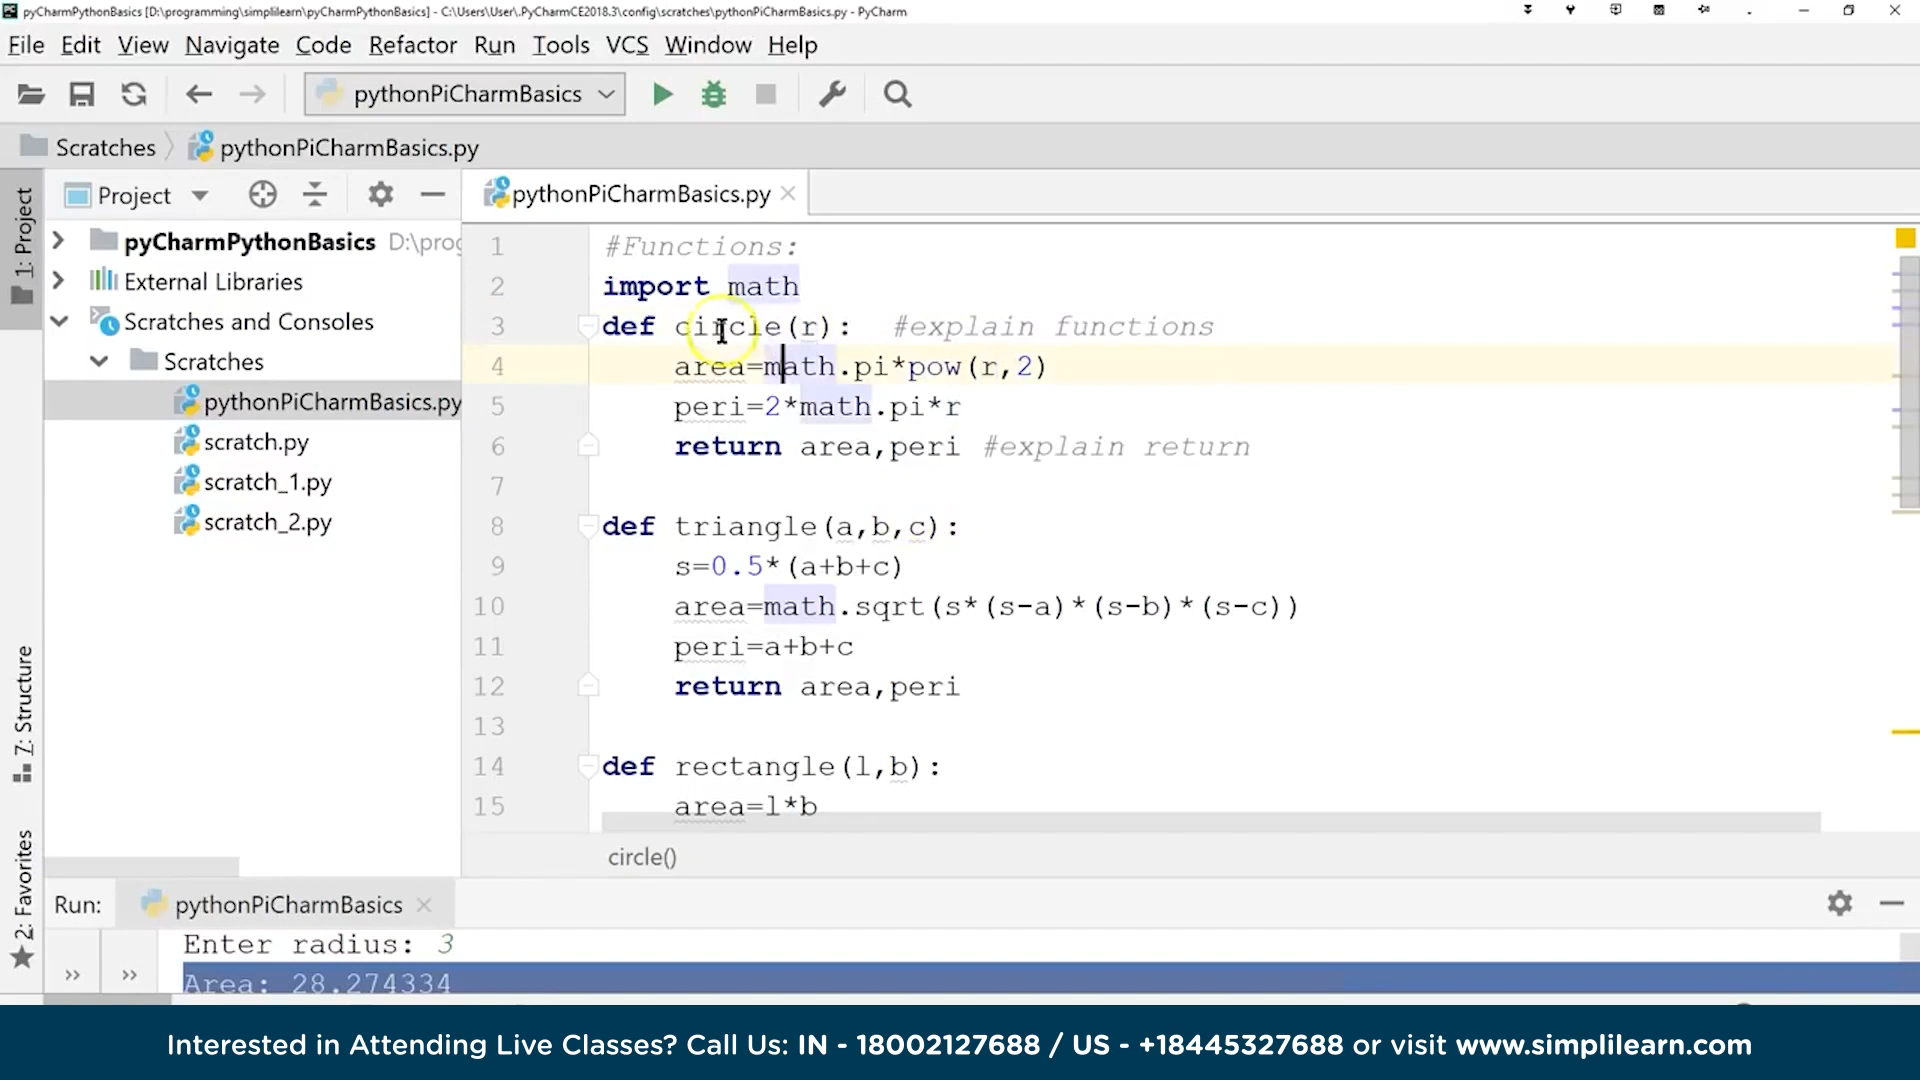 pyCharmPythonBasics [D:\programming\simplilearn\pyCharmPythonBasics] - C:\Users\User\.PyCharmCE2018.3\config\scratches\pythonPiCharmBasics.py - PyCharm
File Edit View Navigate Code Refactor Run Tools VCS Window Help
pythonPiCharmBasics
Scratches pythonPiCharmBasics.py
1: Project
Project
pyCharmPythonBasics D:\prog
External Libraries
Scratches and Consoles
Scratches
pythonPiCharmBasics.py
scratch.py
scratch_1.py
scratch_2.py
7: Structure
2: Favorites
pythonPiCharmBasics.py
1 #Functions:
2 import math
3 def circle(r): #explain functions
4 area=math.pi*pow(r,2)
5 peri=2*math.pi*r
6 return area,peri #explain return
7
8 def triangle(a,b,c):
9 s=0.5*(a+b+c)
10 area=math.sqrt(s*(s-a)*(s-b)*(s-c))
11 peri=a+b+c
12 return area,peri
13
14 def rectangle(l,b):
15 area=l*b
circle()
Run: pythonPiCharmBasics
Enter radius: 3
Area: 28.274334
Interested in Attending Live Classes? Call Us: IN - 18002127688 / US - +18445327688 or visit www.simplilearn.com